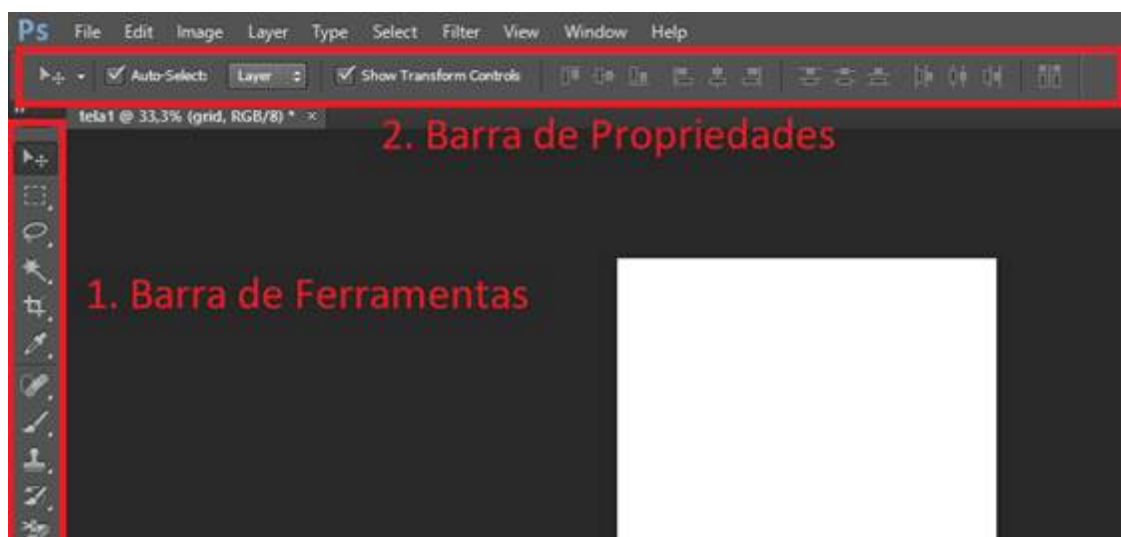 Ps File Edit Image Layer Type Select Filter View Window Help
Auto-Select: Layer Show Transform Controls
tela1 @ 33,3% (grid, RGB/8) * ×
2. Barra de Propriedades
1. Barra de Ferramentas